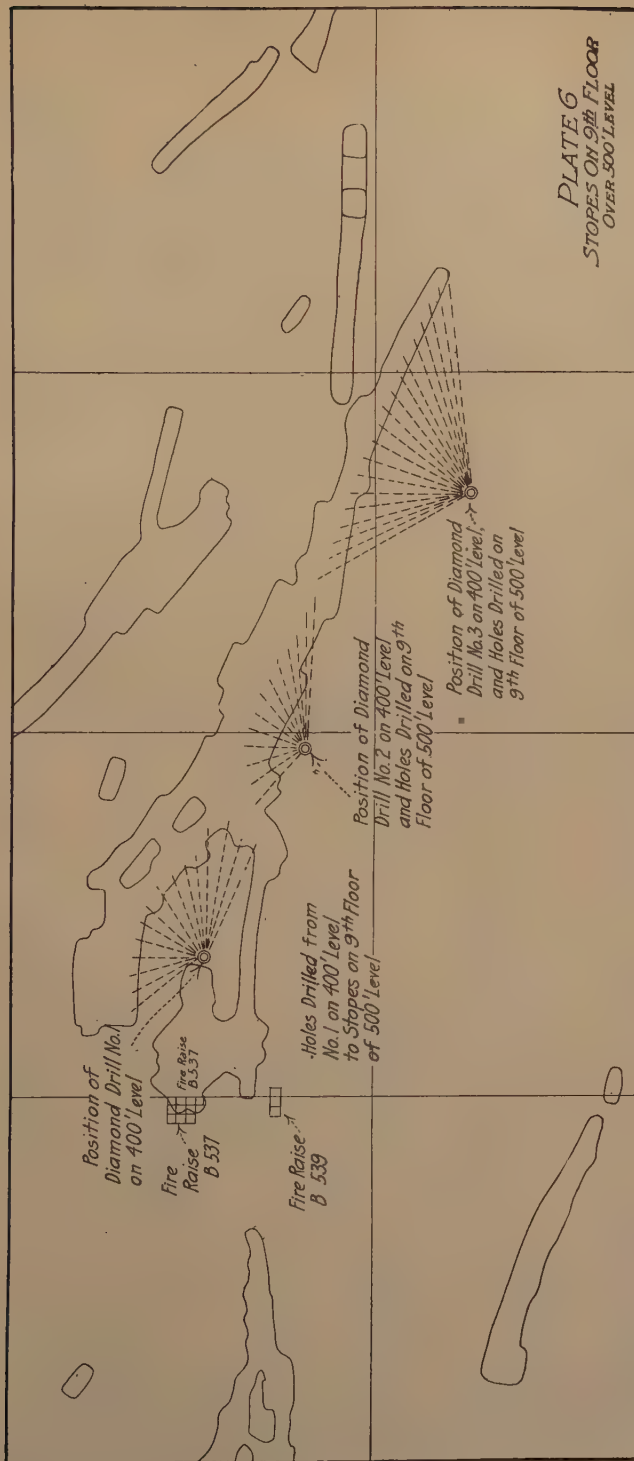 PLATE 6
STOPES ON 9th FLOOR
OVER 500' LEVEL
Position of
Diamond Drill No.1
on 400' Level
Fire
Raise
B 537
Fire Raise
B 537
Fire Raise
B 539
Holes Drilled from
No.1 on 400' Level
to Stopes on 9th Floor
of 500' Level
Position of Diamond
Drill No.2 on 400' Level
and Holes Drilled on 9th
Floor of 500' Level
Position of Diamond
Drill No.3 on 400' Level,
and Holes Drilled on
9th Floor of 500' Level